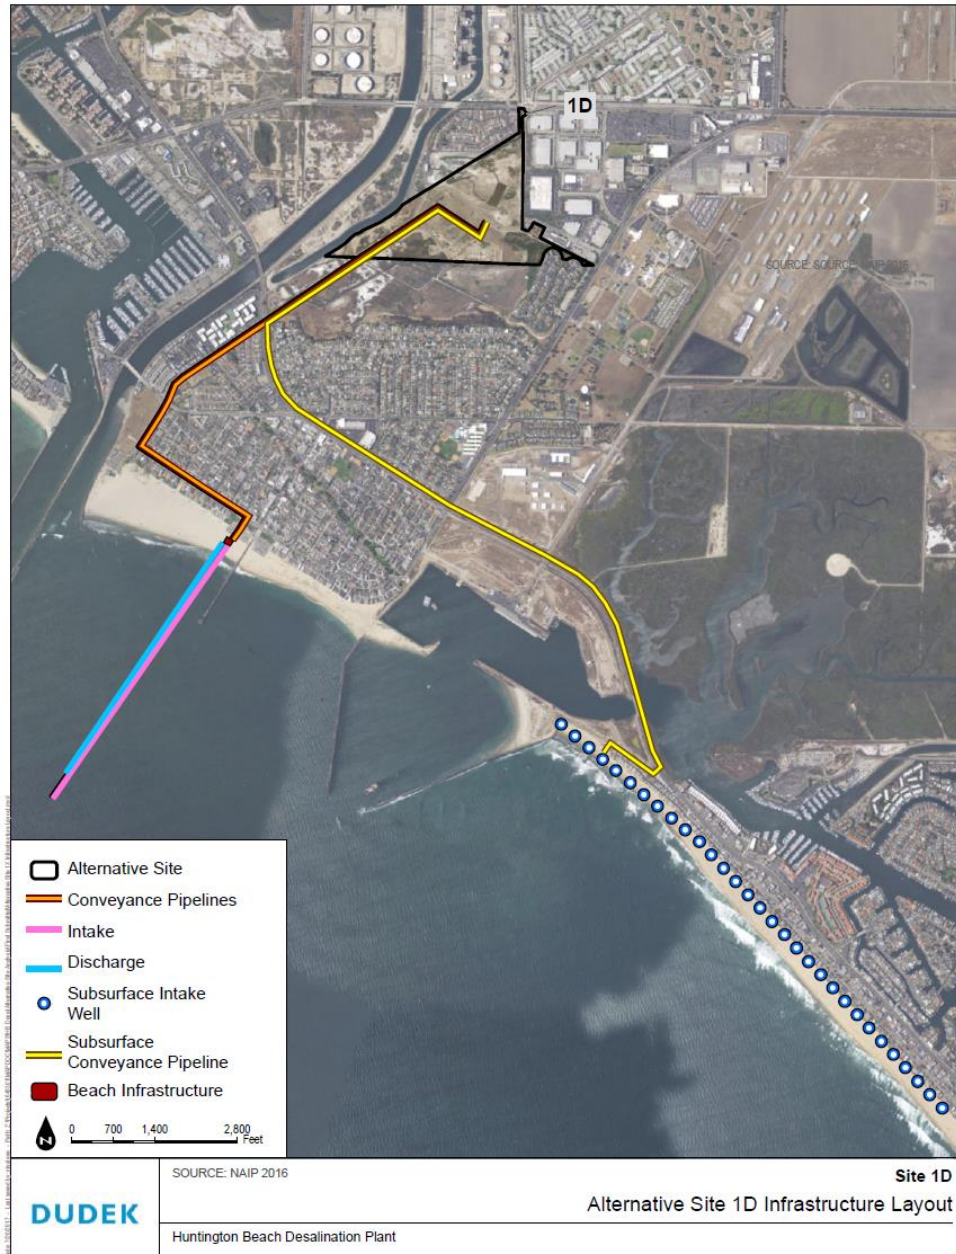 1D
SOURCE: SOURCE: NAIP 2016
Alternative Site
Conveyance Pipelines
Intake
Discharge
Subsurface Intake
Well
Subsurface
Conveyance Pipeline
Beach Infrastructure
N
0 700 1,400 2,800
Feet
DUDEK
SOURCE: NAIP 2016
Site 1D
Alternative Site 1D Infrastructure Layout
Huntington Beach Desalination Plant